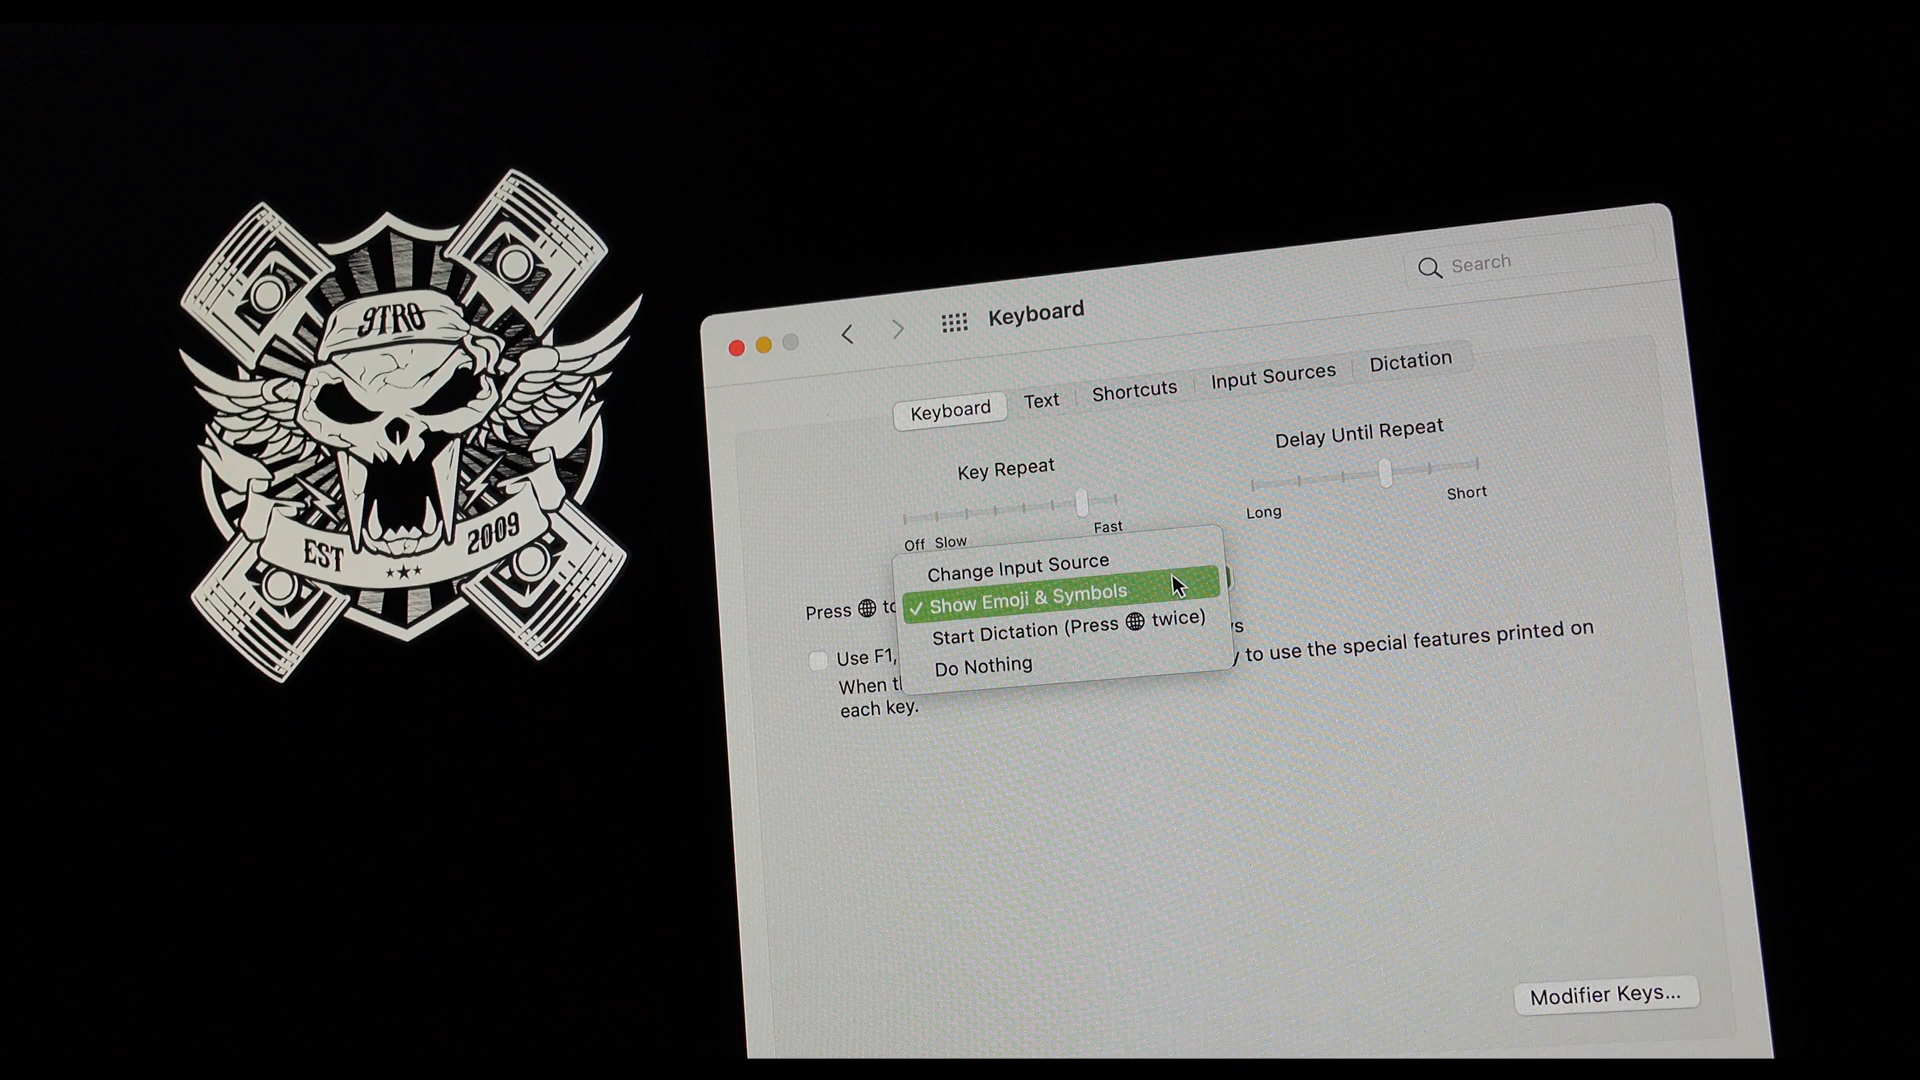 9TRO
EST
2009
Keyboard
Search
Keyboard
Text
Shortcuts
Input Sources
Dictation
Key Repeat
Delay Until Repeat
Off Slow
Fast
Long
Short
Press
Change Input Source
✓ Show Emoji & Symbols
Start Dictation (Press 🌐 twice)
Do Nothing
Use F1,
When
to use the special features printed on
each key.
Modifier Keys...